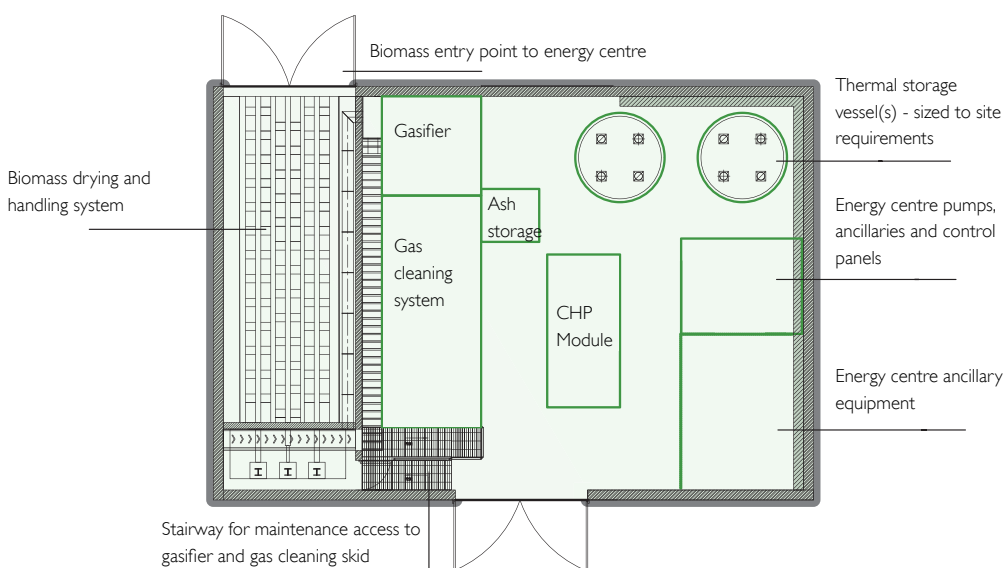 Biomass entry point to energy centre
Thermal storage
vessel(s) - sized to site
requirements
Gasifier
Biomass drying and
handling system
Ash
storage
Energy centre pumps,
ancillaries and control
panels
Gas
cleaning
system
CHP
Module
Energy centre ancillary
equipment
Stairway for maintenance access to
gasifier and gas cleaning skid